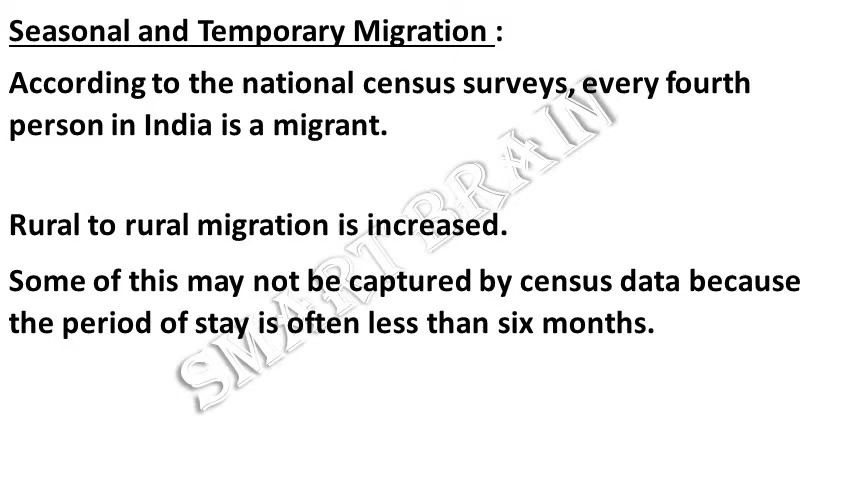 Seasonal and Temporary Migration :
According to the national census surveys, every fourth
person in India is a migrant.
Rural to rural migration is increased.
Some of this may not be captured by census data because
the period of stay is often less than six months.
SMART BRAIN